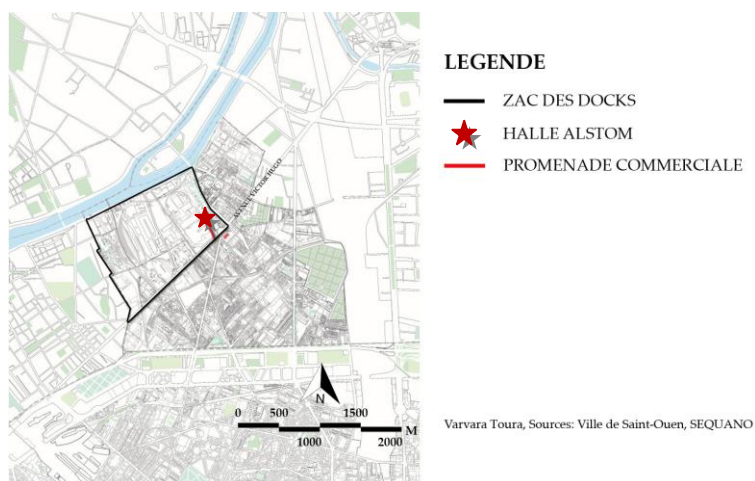 LEGENDE
ZAC DES DOCKS
HALLE ALSTOM
PROMENADE COMMERCIALE
AVENUE VICTOR HUGO
N
0 500 1500
M
1000 2000
Varvara Toura, Sources: Ville de Saint-Ouen, SEQUANO